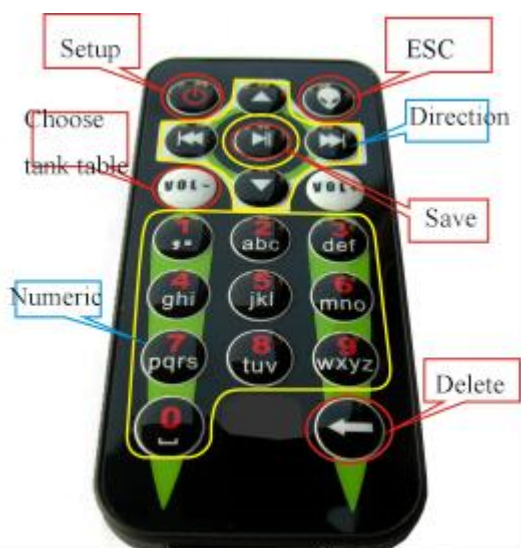 Setup
ESC
Choose
tank table
Direction
VOL-
VOL+
Save
1
2 abc
3 def
Numeric
4 ghi
5 jkl
6 mno
7 pqrs
8 tuv
9 wxyz
Delete
0